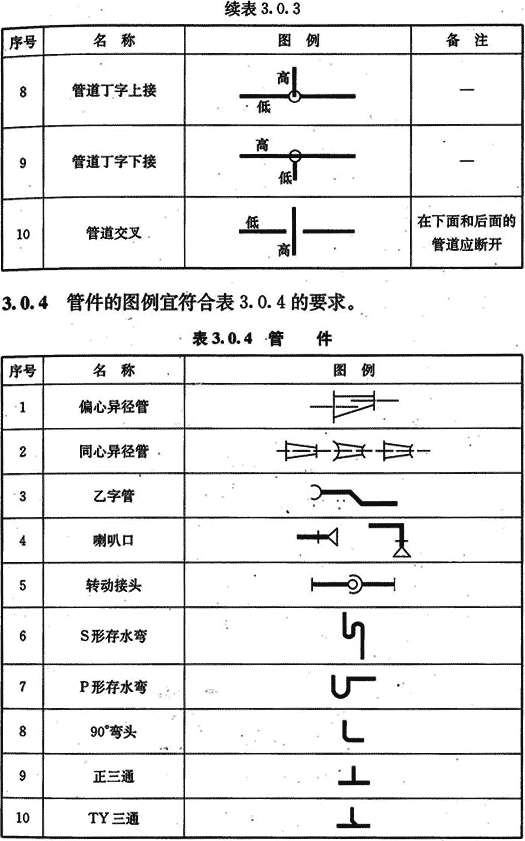 续表3.0.3
序号 名 称 图 例 备 注
8 管道丁字上接 高 低 —
9 管道丁字下接 高 低 —
10 管道交叉 低 高 在下面和后面的
管道应断开
3.0.4 管件的图例宜符合表 3.0.4 的要求。
表 3.0.4 管 件
序号 名 称 图 例
1 偏心异径管
2 同心异径管
3 乙字管
4 喇叭口
5 转动接头
6 S形存水弯
7 P形存水弯
8 90°弯头
9 正三通
10 TY三通